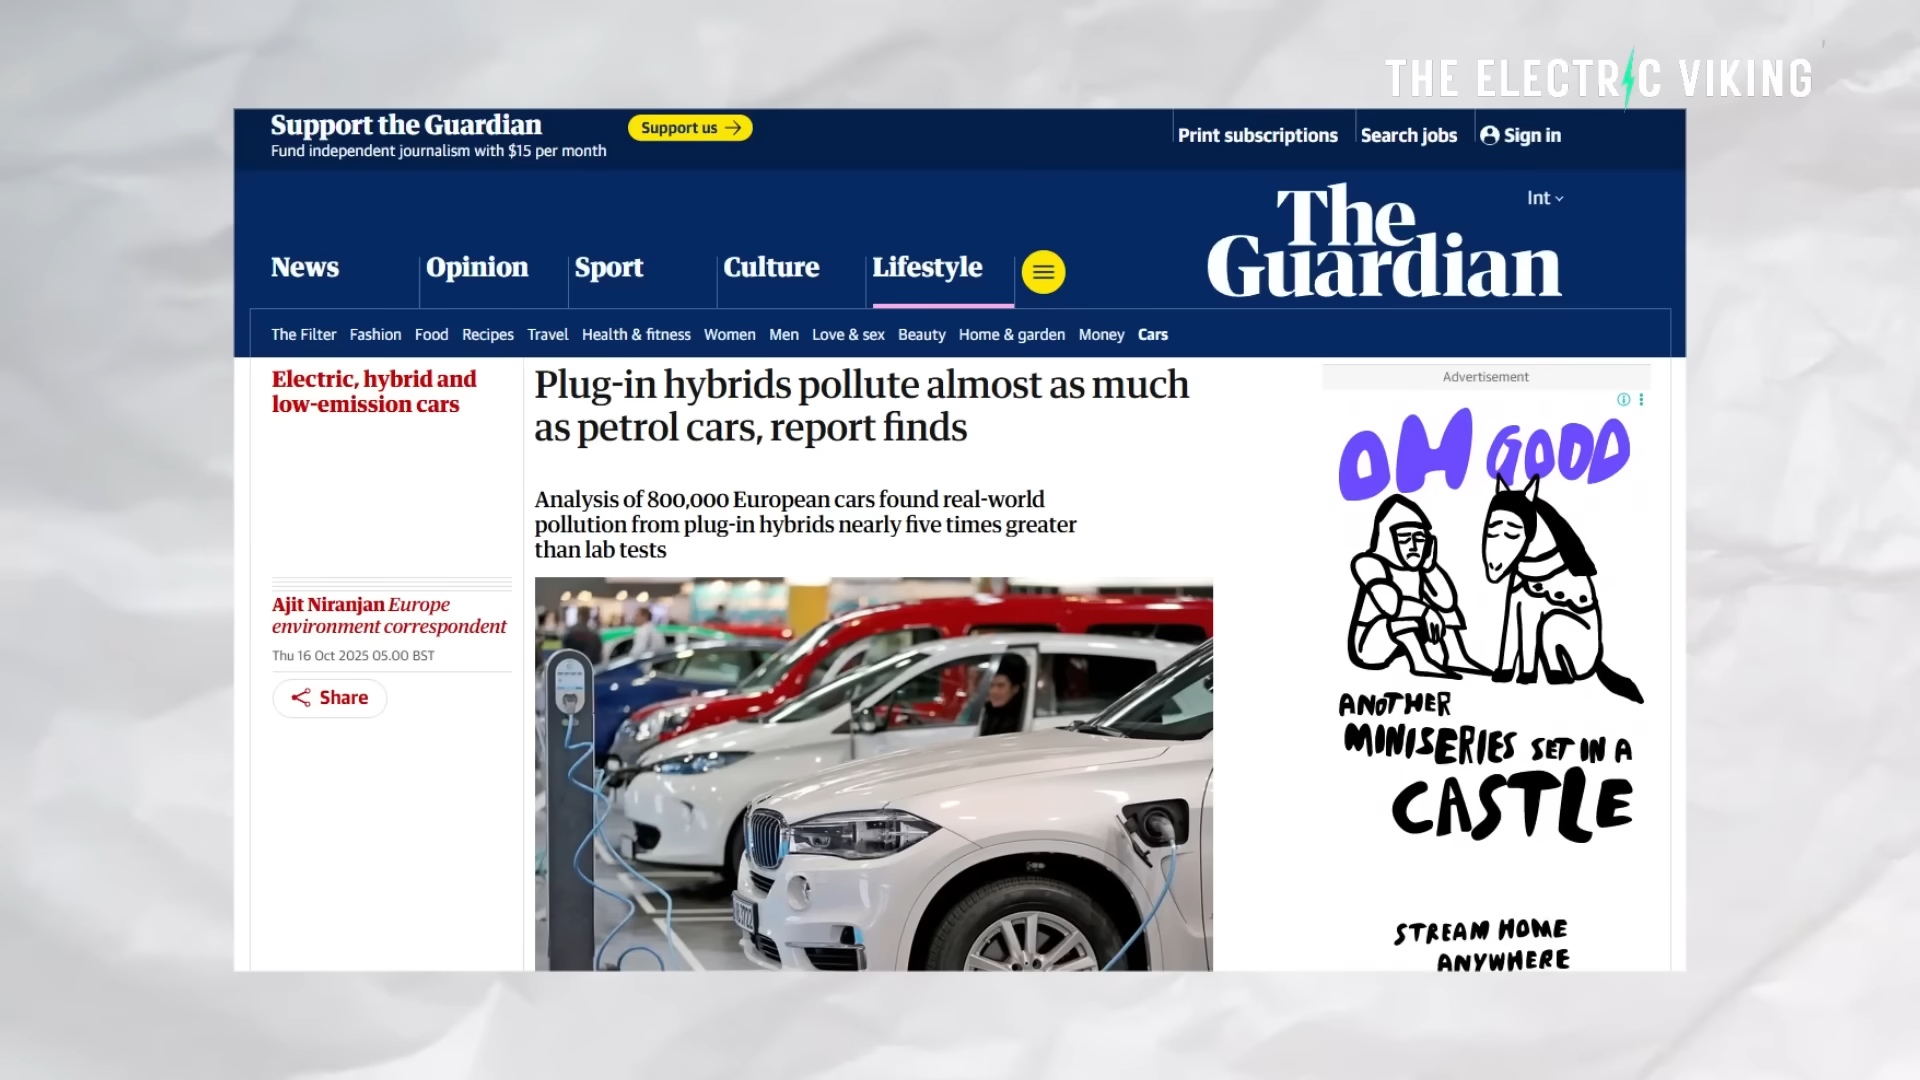 THE ELECTRIC VIKING
Support the Guardian
Fund independent journalism with $15 per month
Support us
Print subscriptions
Search jobs
Sign in
Int
The
Guardian
News
Opinion
Sport
Culture
Lifestyle
The Filter Fashion Food Recipes Travel Health & fitness Women Men Love & sex Beauty Home & garden Money Cars
Electric, hybrid and
low-emission cars
Plug-in hybrids pollute almost as much
as petrol cars, report finds
Analysis of 800,000 European cars found real-world
pollution from plug-in hybrids nearly five times greater
than lab tests
Ajit Niranjan Europe
environment correspondent
Thu 16 Oct 2025 05.00 BST
Share
Advertisement
OH GOOD
ANOTHER
MINISERIES SET IN A
CASTLE
STREAM HOME
ANYWHERE